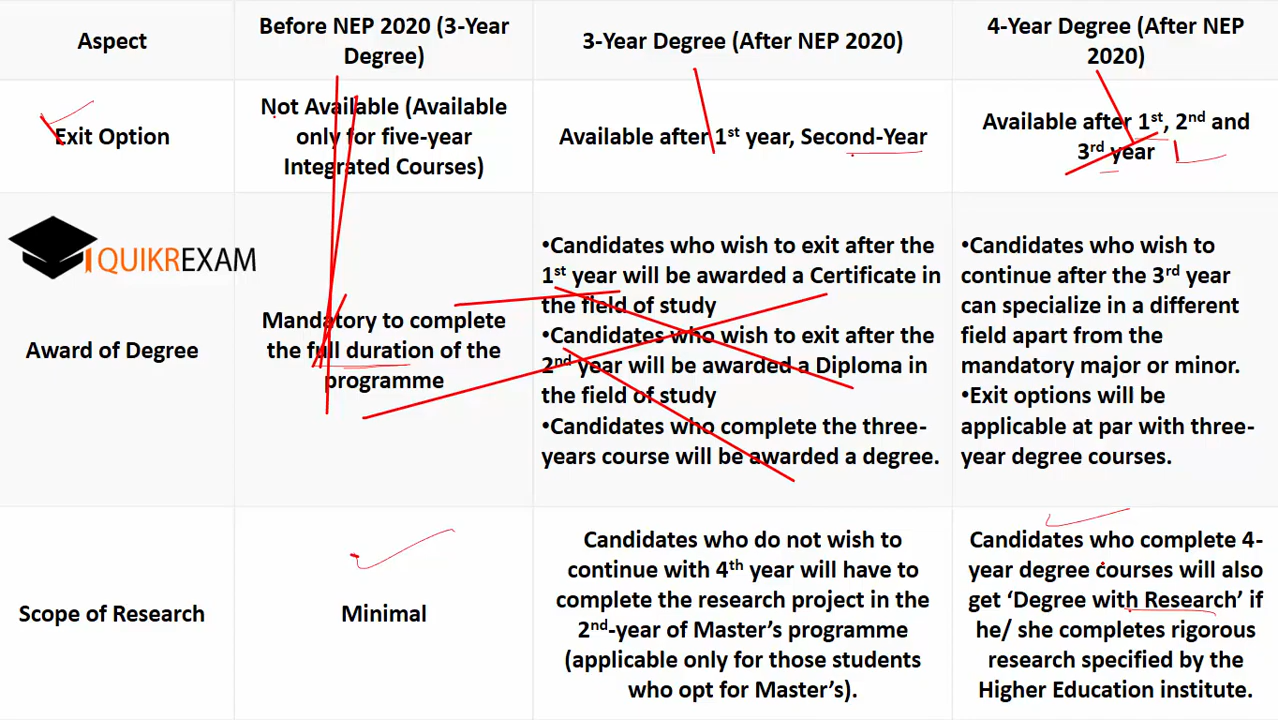 Aspect
Before NEP 2020 (3-Year
Degree)
3-Year Degree (After NEP 2020)
4-Year Degree (After NEP
2020)
Exit Option
Not Available (Available
only for five-year
Integrated Courses)
Available after 1st year, Second-Year
Available after 1st, 2nd and
3rd year
QUIKREXAM
Award of Degree
Mandatory to complete
the full duration of the
programme
•Candidates who wish to exit after the
1st year will be awarded a Certificate in
the field of study
•Candidates who wish to exit after the
2nd year will be awarded a Diploma in
the field of study
•Candidates who complete the three-
years course will be awarded a degree.
•Candidates who wish to
continue after the 3rd year
can specialize in a different
field apart from the
mandatory major or minor.
•Exit options will be
applicable at par with three-
year degree courses.
Scope of Research
Minimal
Candidates who do not wish to
continue with 4th year will have to
complete the research project in the
2nd-year of Master's programme
(applicable only for those students
who opt for Master's).
Candidates who complete 4-
year degree courses will also
get 'Degree with Research' if
he/ she completes rigorous
research specified by the
Higher Education institute.